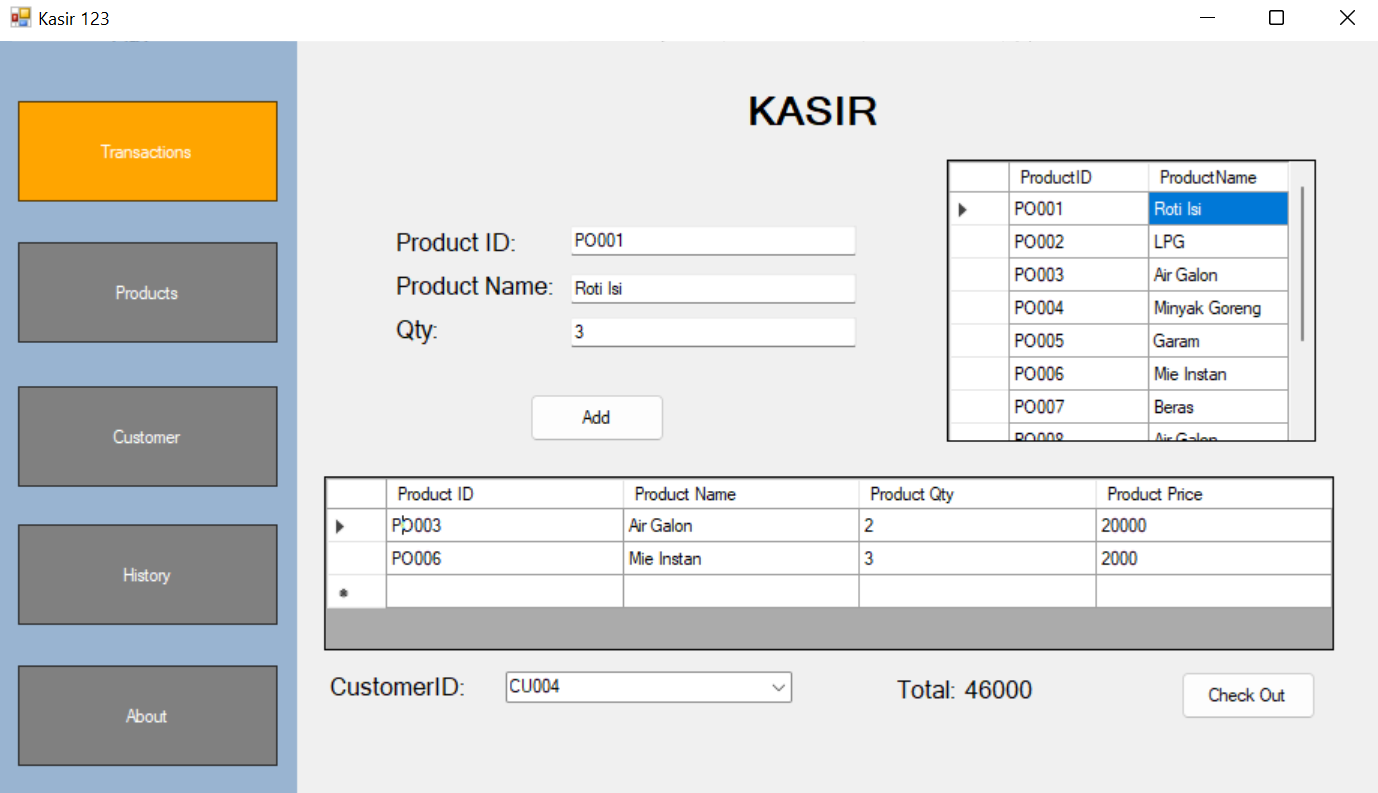 Kasir 123
Transactions
Products
Customer
History
About
KASIR
Product ID: PO001
Product Name: Roti Isi
Qty: 3
Add
ProductID ProductName
PO001 Roti Isi
PO002 LPG
PO003 Air Galon
PO004 Minyak Goreng
PO005 Garam
PO006 Mie Instan
PO007 Beras
PO008 Air Galon
Product ID Product Name Product Qty Product Price
PO003 Air Galon 2 20000
PO006 Mie Instan 3 2000
CustomerID: CU004
Total: 46000
Check Out